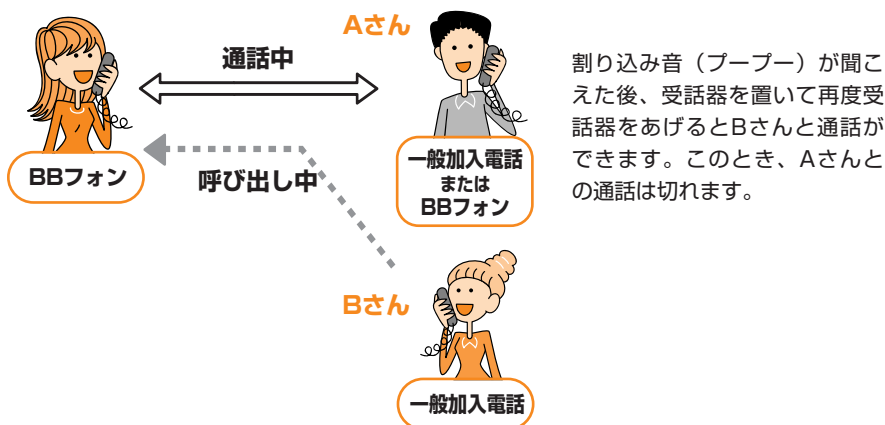 Aさん
通話中
BBフォン
一般加入電話
または
BBフォン
呼び出し中
Bさん
一般加入電話
割り込み音（プープー）が聞こ
えた後、受話器を置いて再度受
話器をあげるとBさんと通話が
できます。このとき、Aさんと
の通話は切れます。